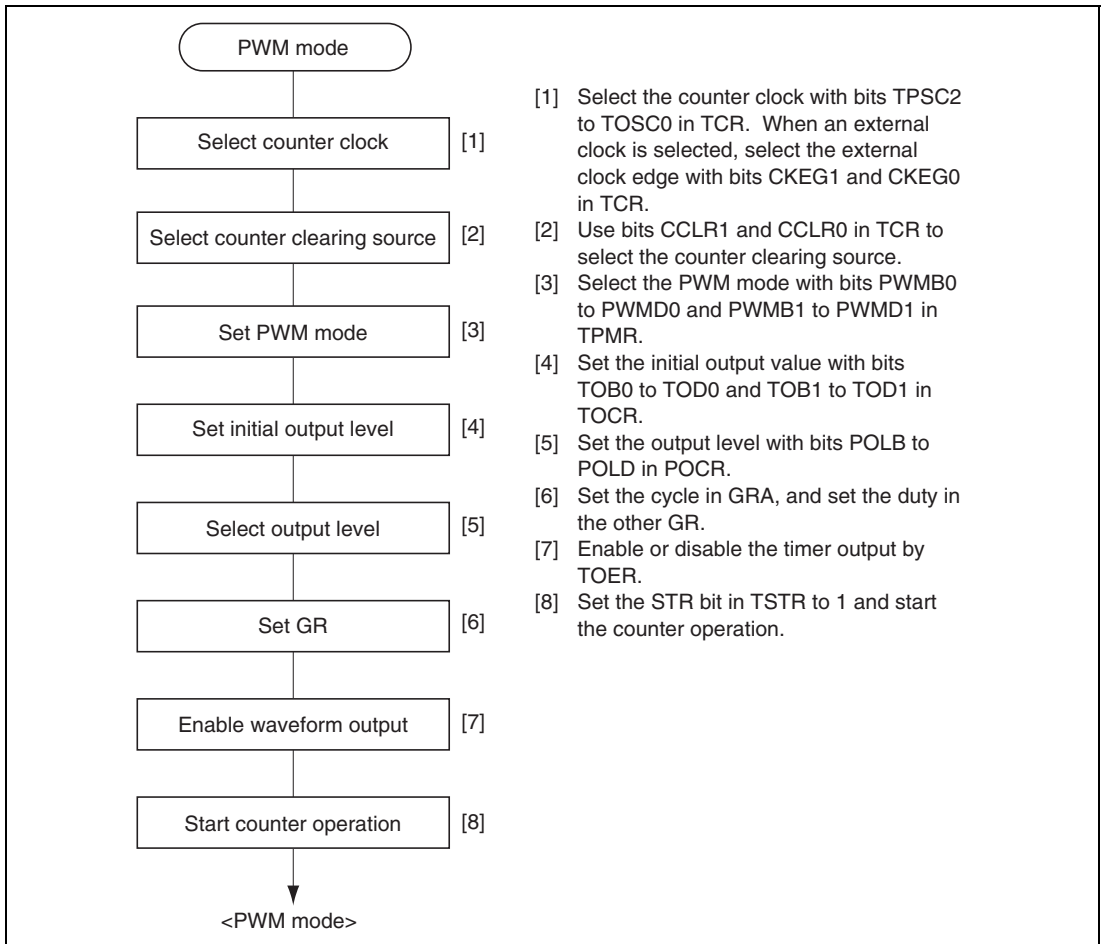 PWM mode
Select counter clock [1]
Select counter clearing source [2]
Set PWM mode [3]
Set initial output level [4]
Select output level [5]
Set GR [6]
Enable waveform output [7]
Start counter operation [8]
<PWM mode>
[1] Select the counter clock with bits TPSC2
to TOSC0 in TCR. When an external
clock is selected, select the external
clock edge with bits CKEG1 and CKEG0
in TCR.
[2] Use bits CCLR1 and CCLR0 in TCR to
select the counter clearing source.
[3] Select the PWM mode with bits PWMB0
to PWMD0 and PWMB1 to PWMD1 in
TPMR.
[4] Set the initial output value with bits
TOB0 to TOD0 and TOB1 to TOD1 in
TOCR.
[5] Set the output level with bits POLB to
POLD in POCR.
[6] Set the cycle in GRA, and set the duty in
the other GR.
[7] Enable or disable the timer output by
TOER.
[8] Set the STR bit in TSTR to 1 and start
the counter operation.